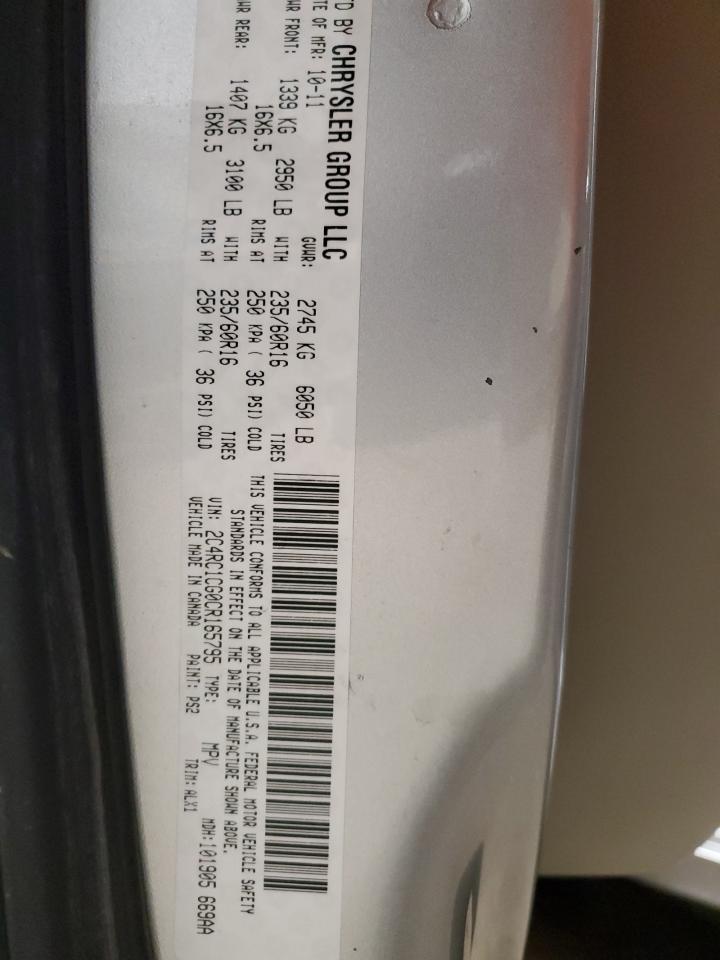 TD BY CHRYSLER GROUP LLC
TE OF MFR: 10-11 GVWR: 2745 KG 6050 LB
WR FRONT: 1339 KG 2950 LB WITH 235/60R16 TIRES
16X6.5 RIMS AT 250 KPA ( 36 PSI) COLD
WR REAR: 1407 KG 3100 LB WITH 235/60R16 TIRES
16X6.5 RIMS AT 250 KPA ( 36 PSI) COLD
THIS VEHICLE CONFORMS TO ALL APPLICABLE U.S.A. FEDERAL MOTOR VEHICLE SAFETY
STANDARDS IN EFFECT ON THE DATE OF MANUFACTURE SHOWN ABOVE.
VIN: 2C4RC1CG0CR165795 TYPE: MPV MDH:101905 669AA
VEHICLE MADE IN CANADA PAINT: PS2 TRIM: ALX1